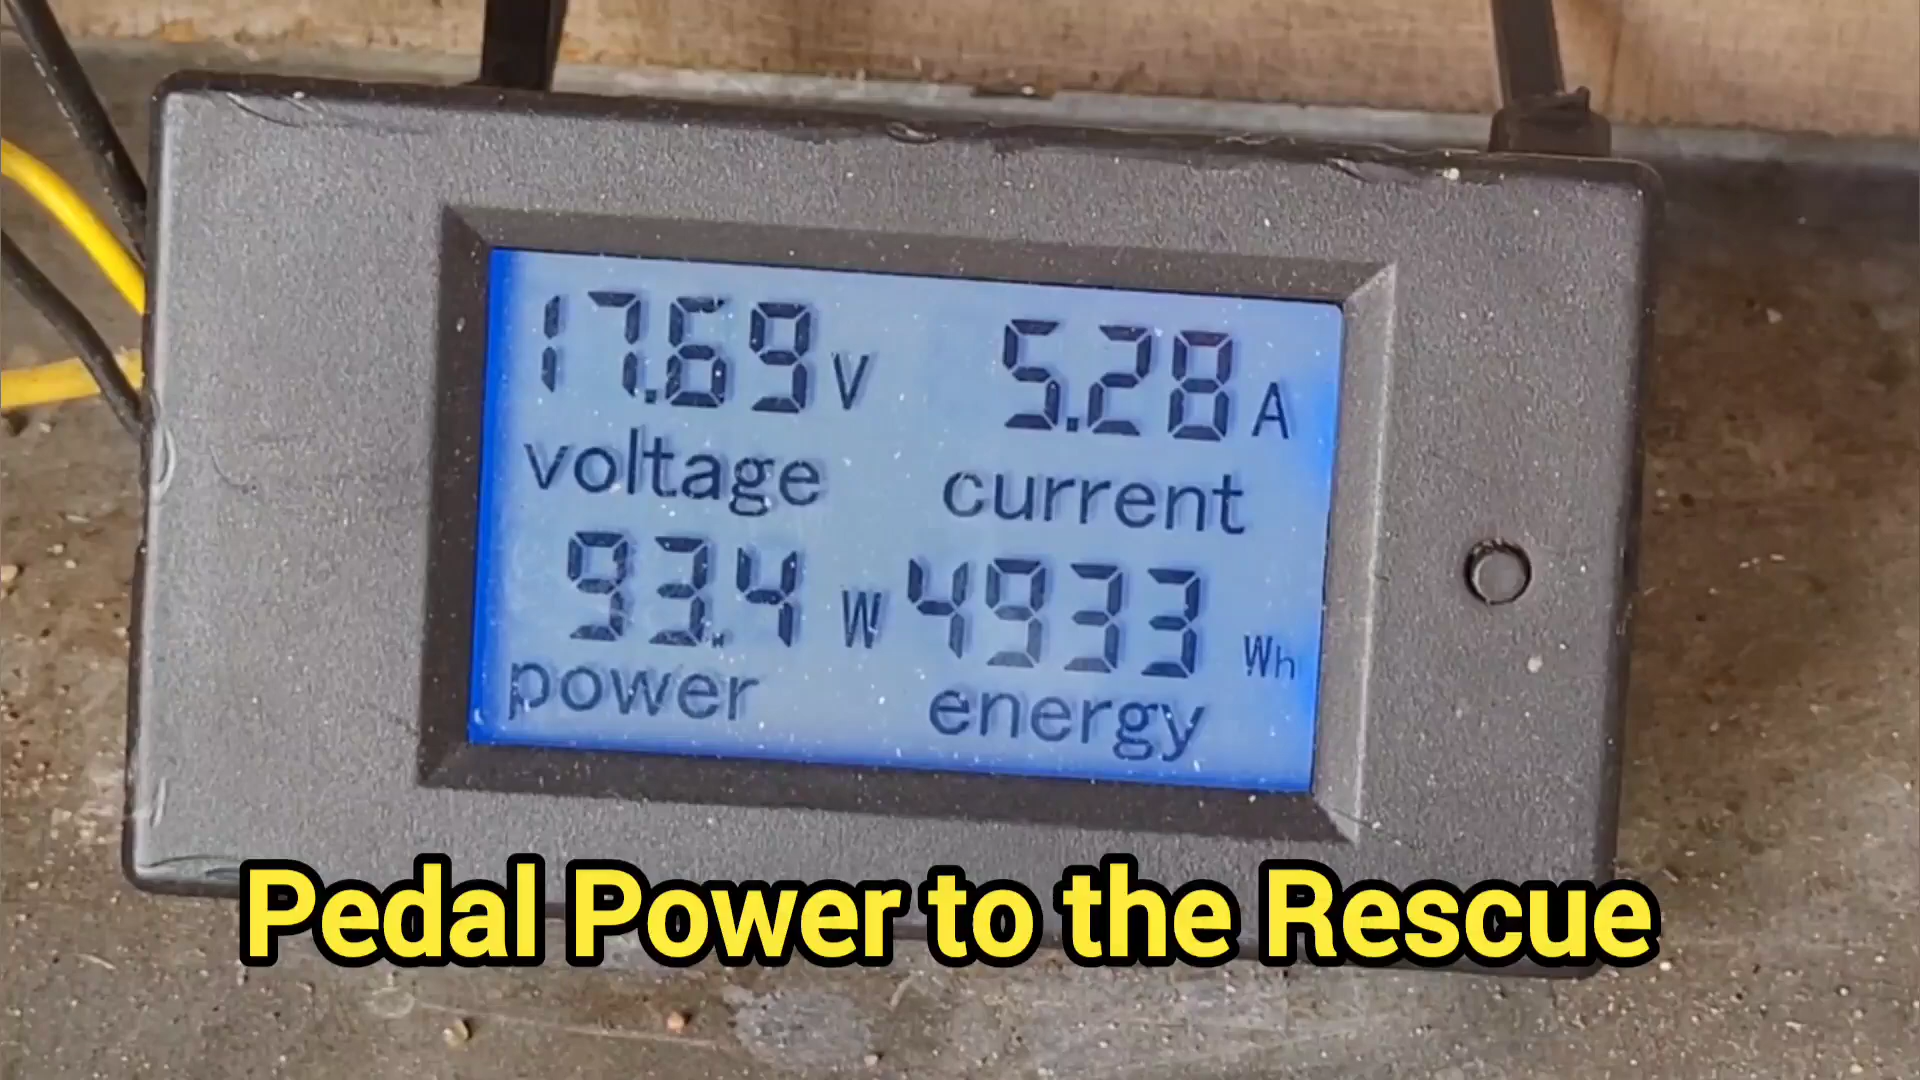 17.69 V 5.28 A
voltage current
93.4 W 4933 Wh
power energy
Pedal Power to the Rescue